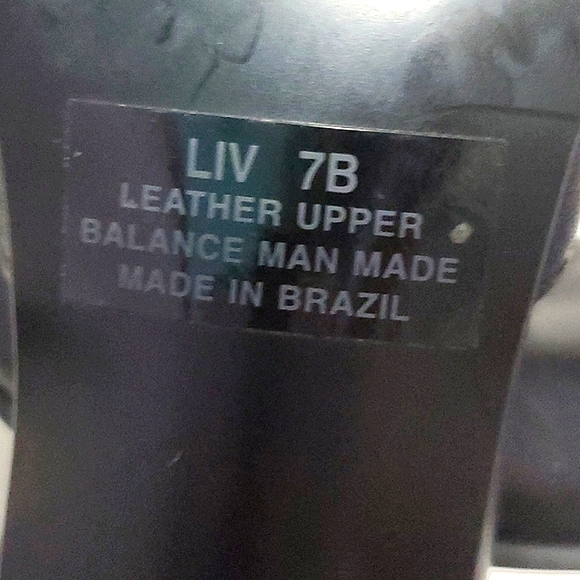 LIV 7B
LEATHER UPPER
BALANCE MAN MADE
MADE IN BRAZIL